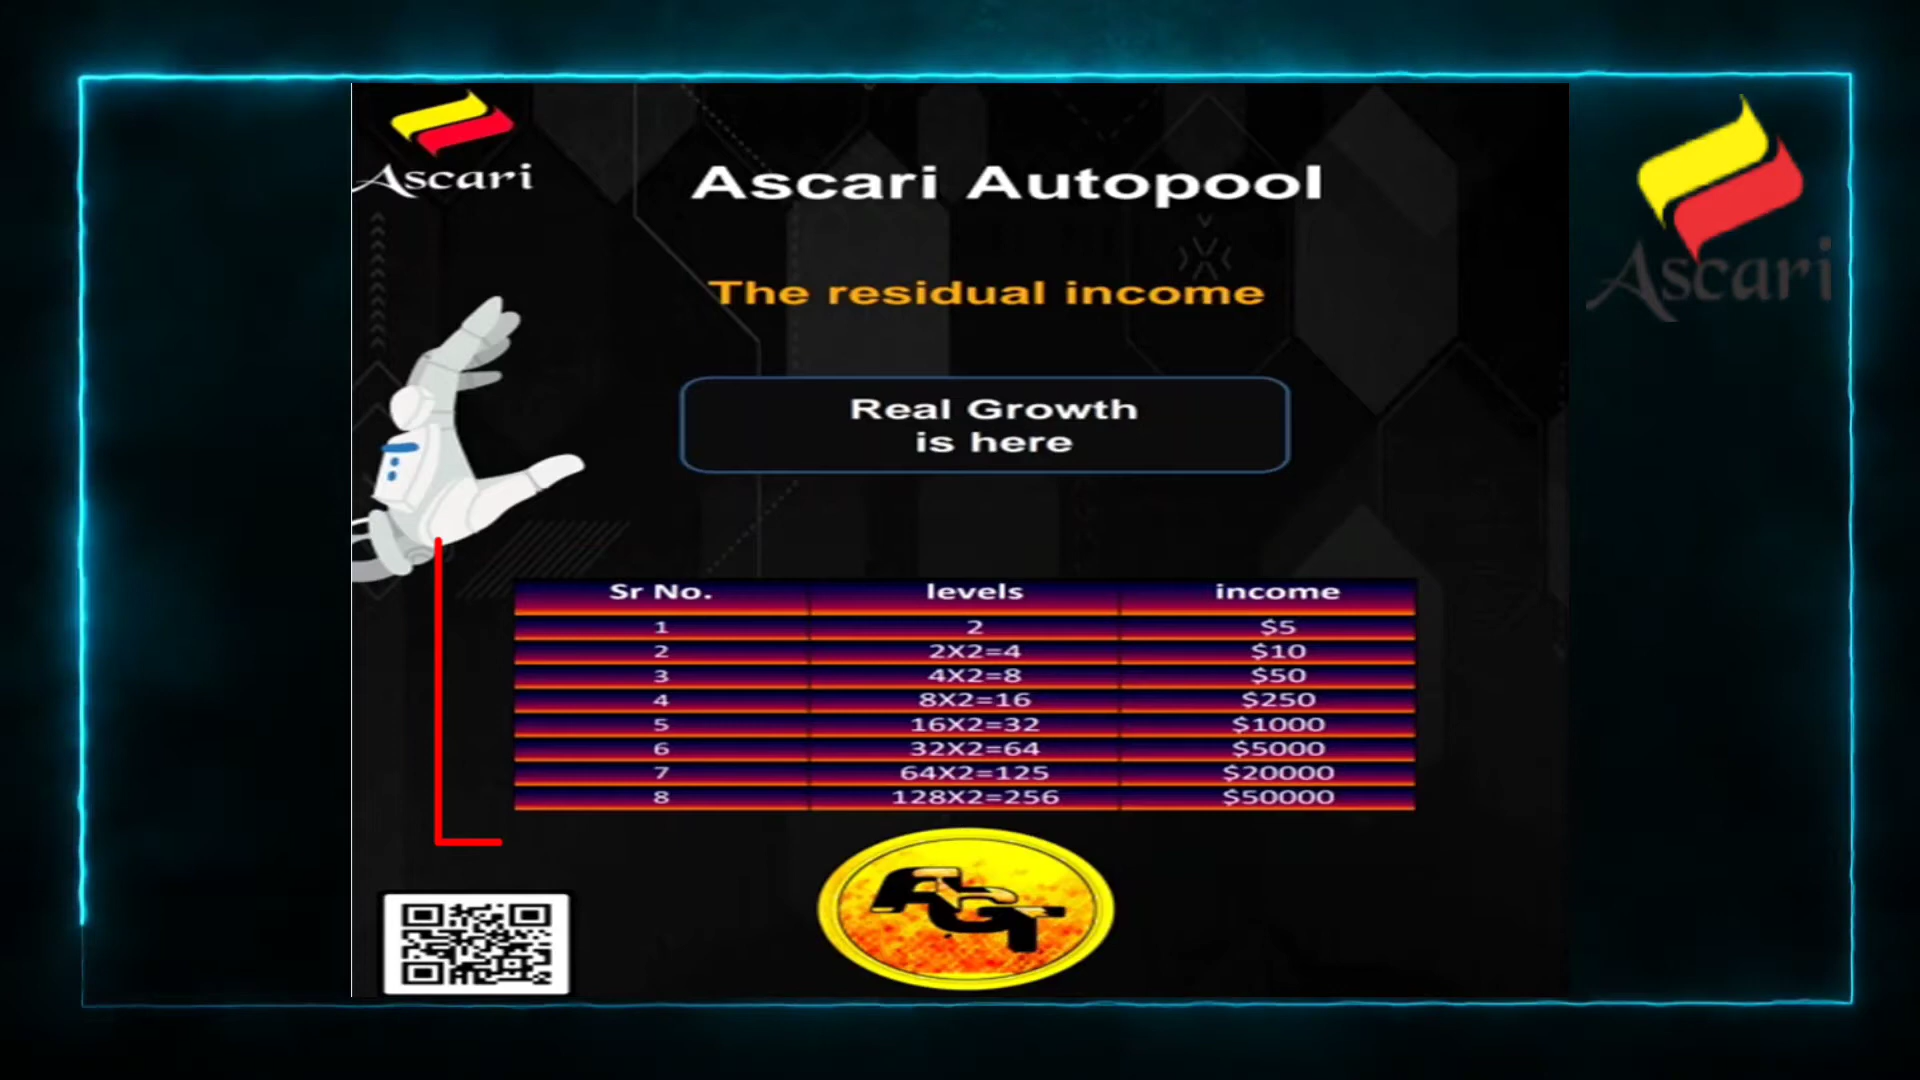 Ascari
Ascari Autopool
Ascari
The residual income
Real Growth
is here
Sr No. levels income
1 2 $5
2 2X2=4 $10
3 4X2=8 $50
4 8X2=16 $250
5 16X2=32 $1000
6 32X2=64 $5000
7 64X2=125 $20000
8 128X2=256 $50000